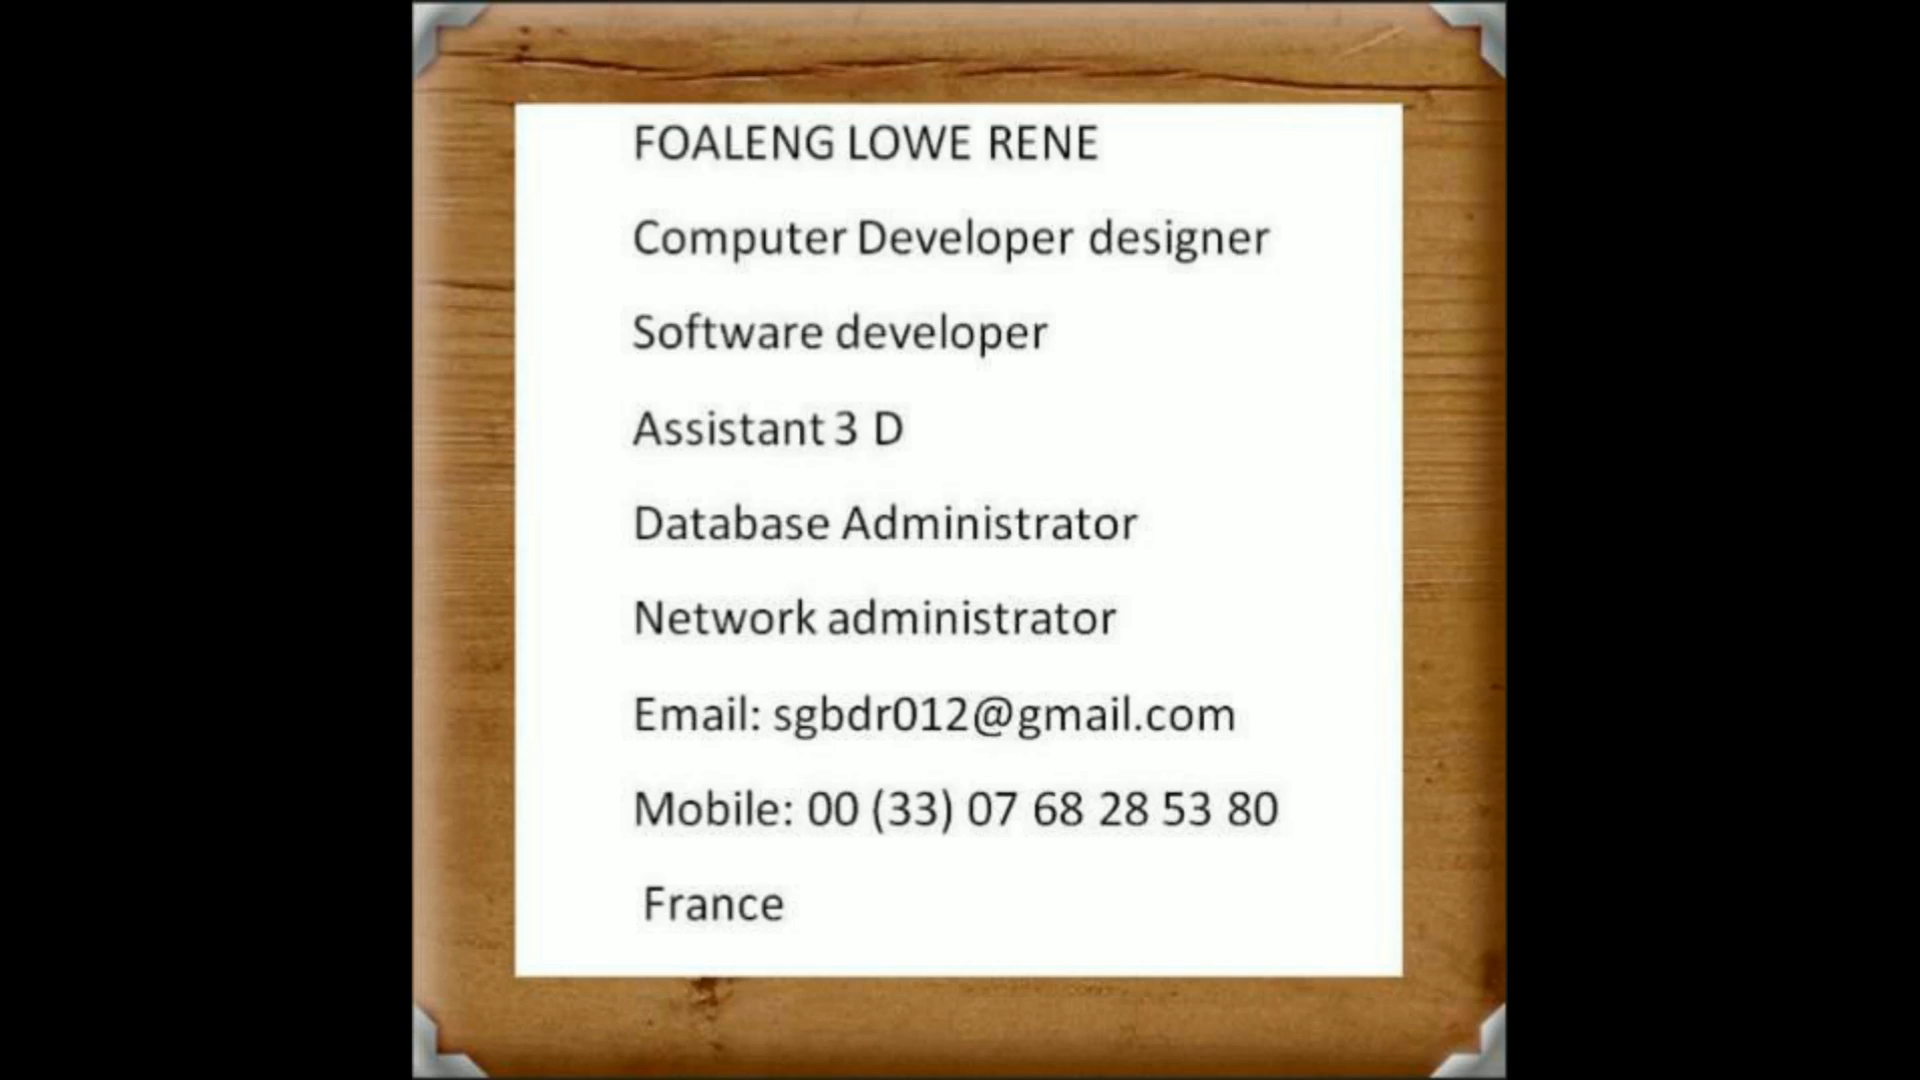 FOALENG LOWE RENE
Computer Developer designer
Software developer
Assistant 3 D
Database Administrator
Network administrator
Email: sgbdr012@gmail.com
Mobile: 00 (33) 07 68 28 53 80
France